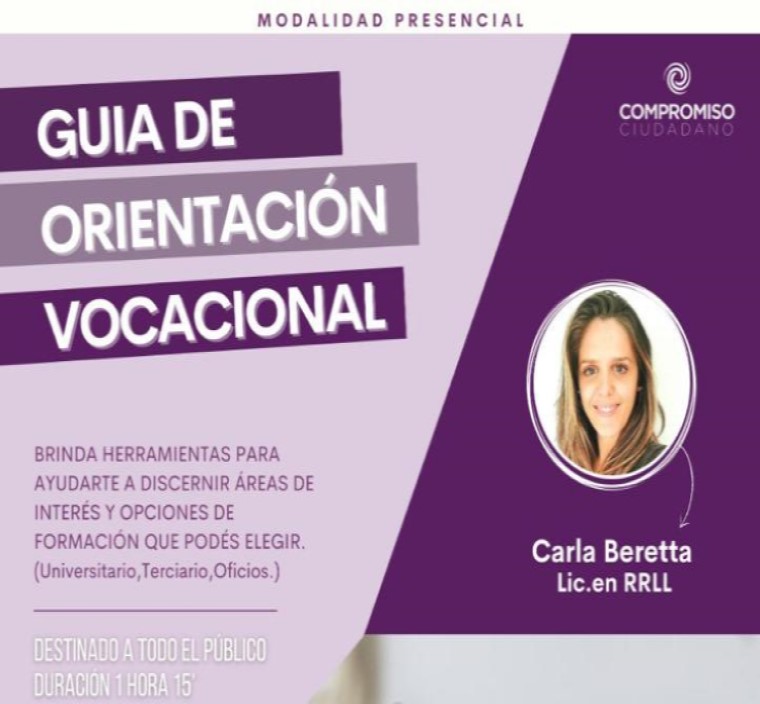 MODALIDAD PRESENCIAL
COMPROMISO
CIUDADANO
GUIA DE
ORIENTACIÓN
VOCACIONAL
BRINDA HERRAMIENTAS PARA
AYUDARTE A DISCERNIR ÁREAS DE
INTERÉS Y OPCIONES DE
FORMACIÓN QUE PODÉS ELEGIR.
(Universitario,Terciario,Oficios.)
Carla Beretta
Lic.en RRLL
DESTINADO A TODO EL PÚBLICO
DURACIÓN 1 HORA 15'